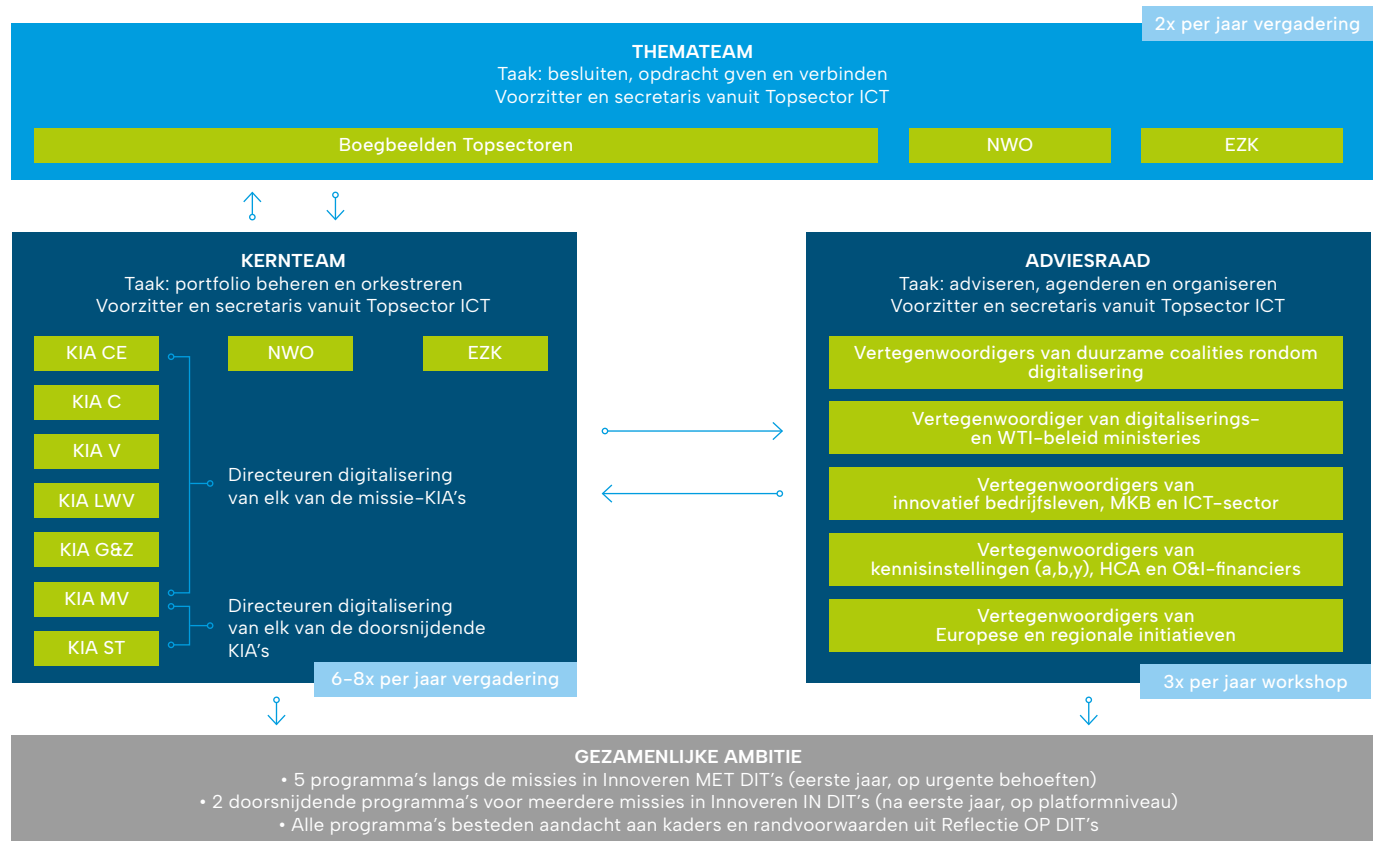 2x per jaar vergadering
THEMATEAM
Taak: besluiten, opdracht gven en verbinden
Voorzitter en secretaris vanuit Topsector ICT
Boegbeelden Topsectoren
NWO
EZK
KERNTEAM
Taak: portfolio beheren en orkestreren
Voorzitter en secretaris vanuit Topsector ICT
KIA CE
NWO
EZK
KIA C
KIA V
KIA LWV
KIA G&Z
KIA MV
KIA ST
Directeuren digitalisering
van elk van de missie-KIA's
Directeuren digitalisering
van elk van de doorsnijdende
KIA's
6-8x per jaar vergadering
ADVIESRAAD
Taak: adviseren, agenderen en organiseren
Voorzitter en secretaris vanuit Topsector ICT
Vertegenwoordigers van duurzame coalities rondom
digitalisering
Vertegenwoordiger van digitaliserings-
en WTI-beleid ministeries
Vertegenwoordigers van
innovatief bedrijfsleven, MKB en ICT-sector
Vertegenwoordigers van
kennisinstellingen (a,b,y), HCA en O&I-financiers
Vertegenwoordigers van
Europese en regionale initiatieven
3x per jaar workshop
GEZAMENLIJKE AMBITIE
• 5 programma's langs de missies in Innoveren MET DIT's (eerste jaar, op urgente behoeften)
• 2 doorsnijdende programma's voor meerdere missies in Innoveren IN DIT's (na eerste jaar, op platformniveau)
• Alle programma's besteden aandacht aan kaders en randvoorwaarden uit Reflectie OP DIT's